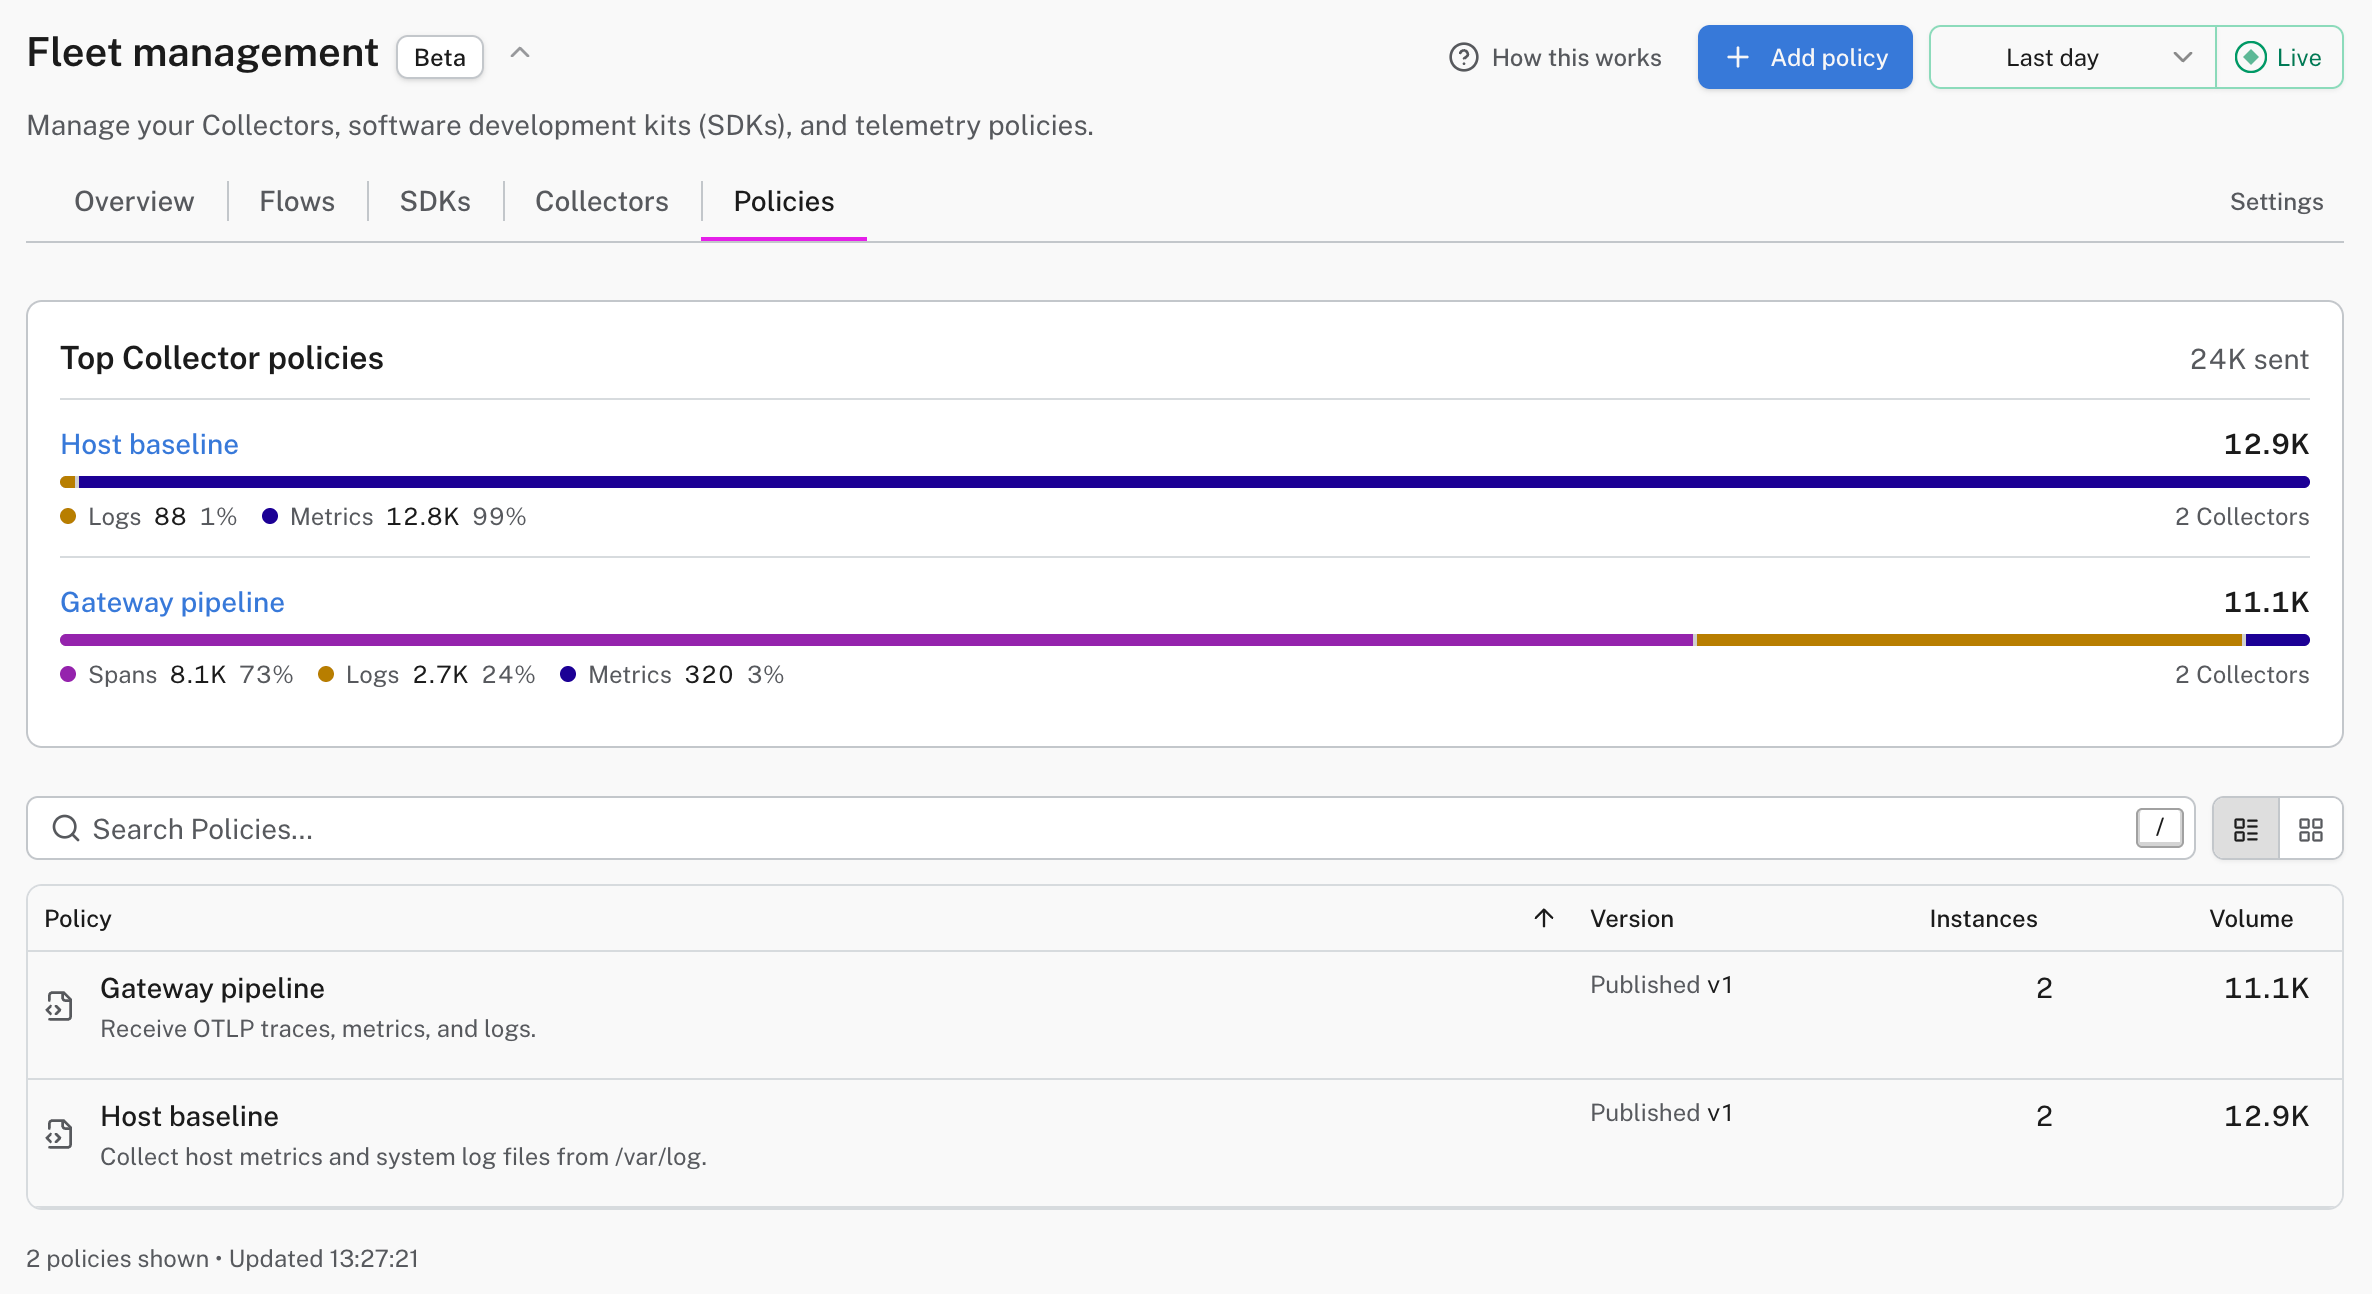 Fleet management Beta
How this works
+ Add policy
Last day
Live
Manage your Collectors, software development kits (SDKs), and telemetry policies.
Overview Flows SDKs Collectors Policies Settings
Top Collector policies 24K sent
Host baseline 12.9K
Logs 88 1% Metrics 12.8K 99% 2 Collectors
Gateway pipeline 11.1K
Spans 8.1K 73% Logs 2.7K 24% Metrics 320 3% 2 Collectors
Search Policies... /
Policy Version Instances Volume
Gateway pipeline Published v1 2 11.1K
Receive OTLP traces, metrics, and logs.
Host baseline Published v1 2 12.9K
Collect host metrics and system log files from /var/log.
2 policies shown • Updated 13:27:21